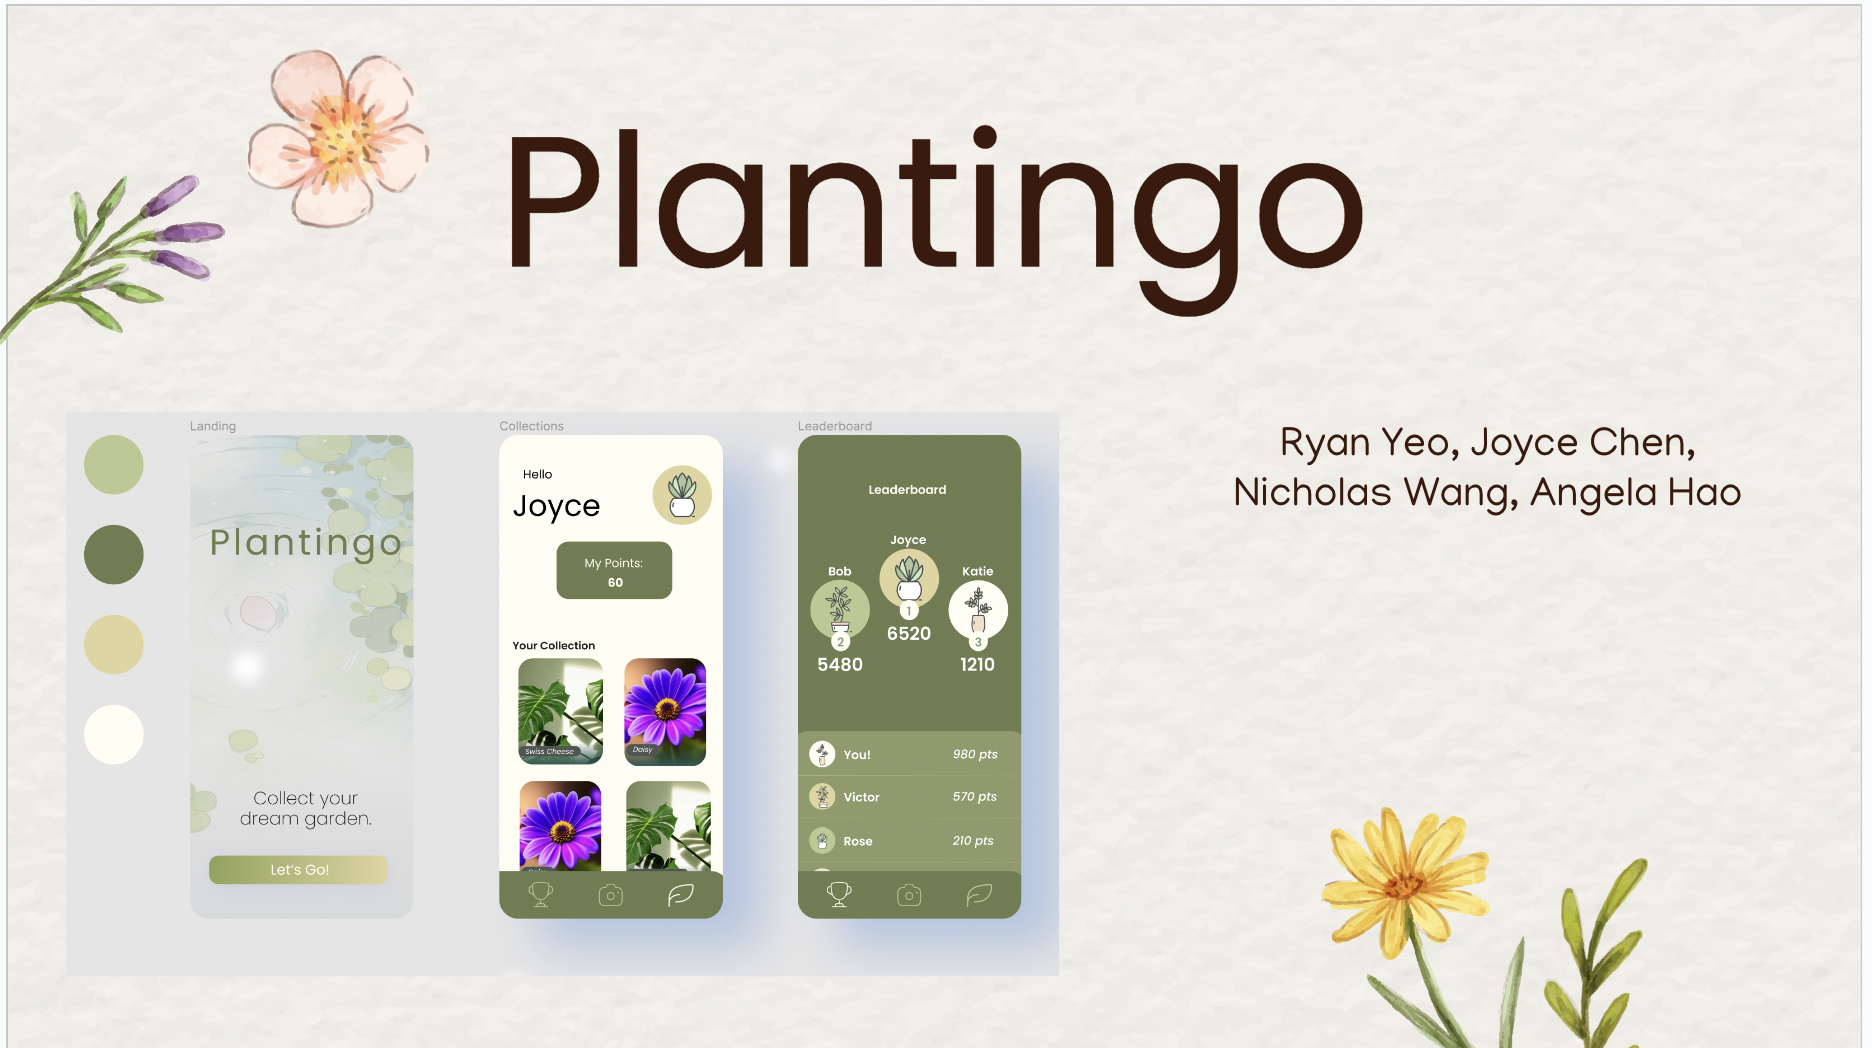 Plantingo
Ryan Yeo, Joyce Chen,
Nicholas Wang, Angela Hao
Landing
Plantingo
Collect your
dream garden.
Let's Go!
Collections
Hello
Joyce
My Points:
60
Your Collection
Swiss Cheese
Daisy
Leaderboard
Leaderboard
Joyce
1
6520
Bob
2
5480
Katie
3
1210
You!
980 pts
Victor
570 pts
Rose
210 pts